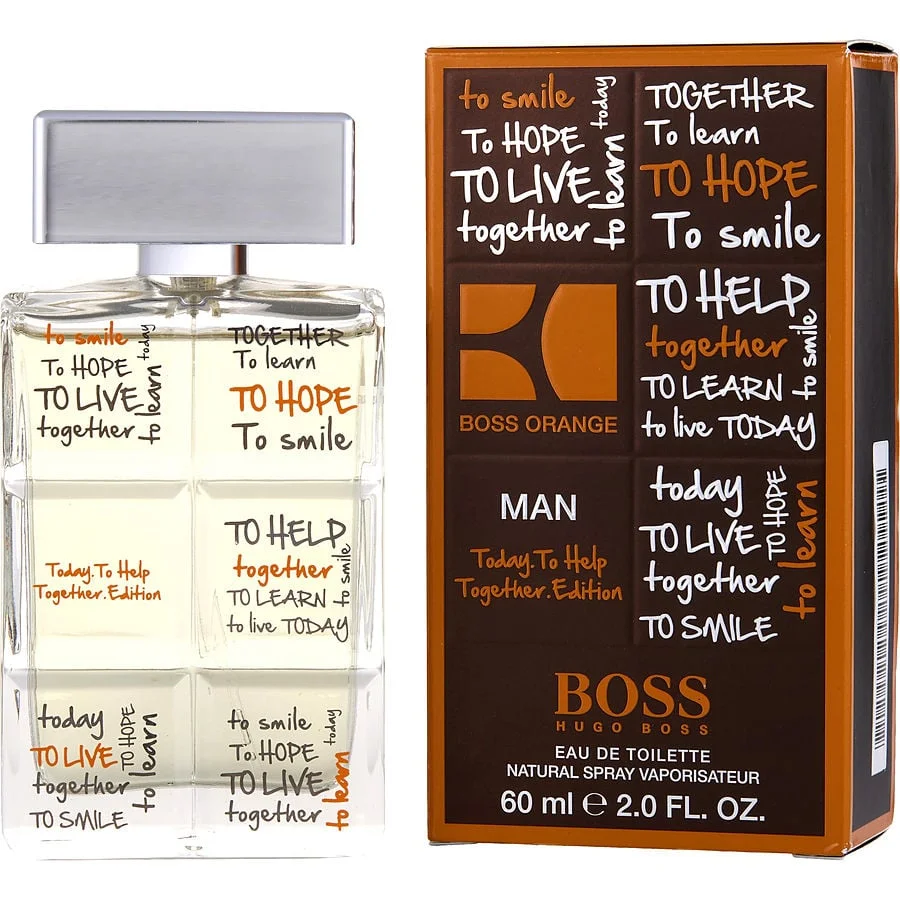 to smile
To HOPE
TO LIVE
together
today
to learn
TOGETHER
To learn
TO HOPE
To smile
Today.To Help
Together.Edition
TO HELP
together
TO LEARN
to live TODAY
to smile
today
TO LIVE
together
TO SMILE
TO HOPE
to learn
to smile
To HOPE
TO LIVE
together
today
to learn
to smile
To HOPE
TO LIVE
together
today
to learn
TOGETHER
To learn
TO HOPE
To smile
BOSS ORANGE
TO HELP
together
TO LEARN
to live TODAY
to smile
MAN
Today.To Help
Together.Edition
today
TO LIVE
together
TO SMILE
TO HOPE
to learn
BOSS
HUGO BOSS
EAU DE TOILETTE
NATURAL SPRAY VAPORISATEUR
60 ml ℮ 2.0 FL. OZ.